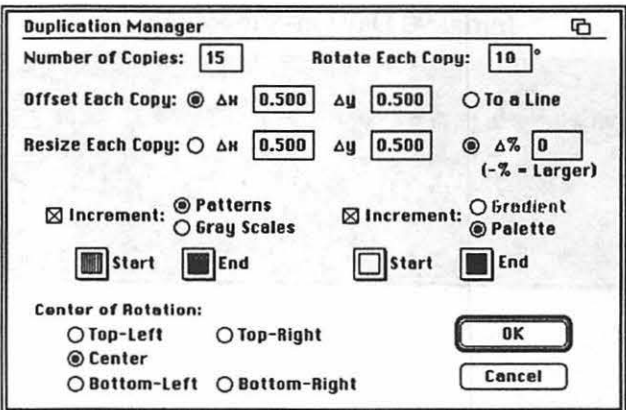 Duplication Manager
Number of Copies: 15 Rotate Each Copy: 10 °
Offset Each Copy: Δx 0.500 Δy 0.500 To a Line
Resize Each Copy: Δx 0.500 Δy 0.500 Δ% 0
(-% = Larger)
Increment: Patterns Increment: Gradient
Gray Scales Palette
Start End Start End
Center of Rotation:
Top-Left Top-Right
Center
Bottom-Left Bottom-Right
OK
Cancel